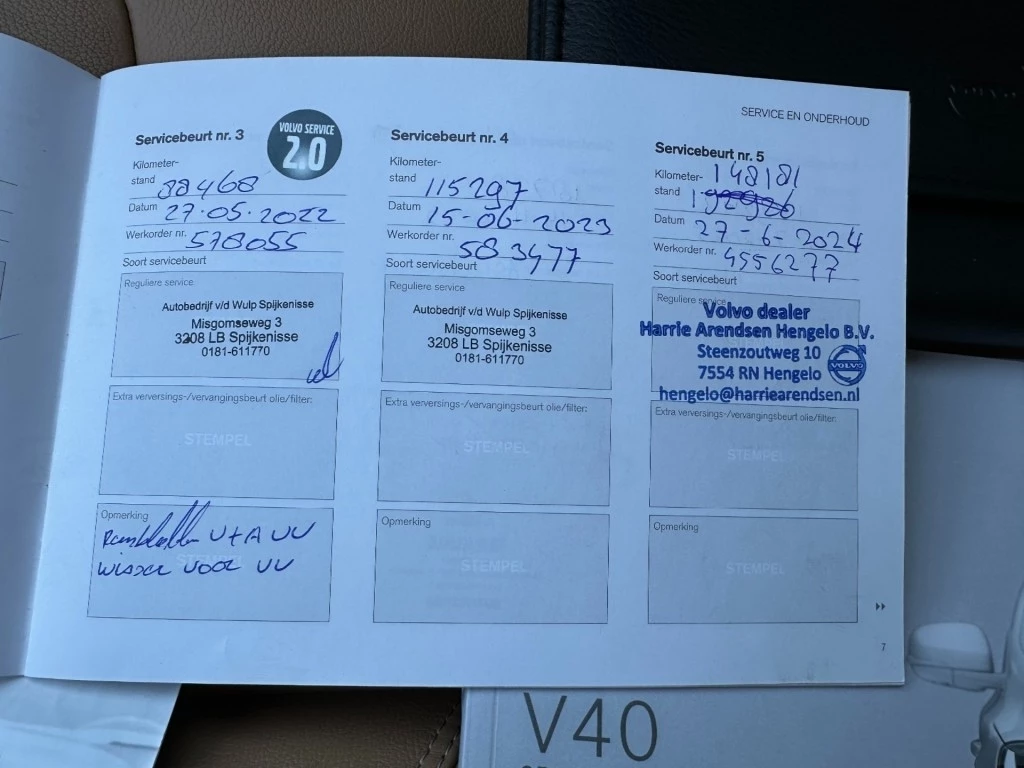 SERVICE EN ONDERHOUD
Servicebeurt nr. 3
VOLVO SERVICE
2.0
Kilometer-
stand 88468
Datum 27.05.2022
Werkorder nr. 578055
Soort servicebeurt
Reguliere service
Autobedrijf v/d Wulp Spijkenisse
Misgomseweg 3
3208 LB Spijkenisse
0181-611770
Extra verversings-/vervangingsbeurt olie/filter:
STEMPEL
Opmerking
V+A VV
STEMPEL
WISSEL VOOR VV
Servicebeurt nr. 4
Kilometer-
stand 115297
Datum 15-06-2023
Werkorder nr. 583477
Soort servicebeurt
Reguliere service
Autobedrijf v/d Wulp Spijkenisse
Misgomseweg 3
3208 LB Spijkenisse
0181-611770
Extra verversings-/vervangingsbeurt olie/filter:
STEMPEL
Opmerking
STEMPEL
Servicebeurt nr. 5
Kilometer- 148181
stand
Datum 27-6-2024
Werkorder nr. 4556277
Soort servicebeurt
Reguliere service
Volvo dealer
Harrie Arendsen Hengelo B.V.
Steenzoutweg 10
7554 RN Hengelo
VOLVO
hengelo@harriearendsen.nl
Extra verversings-/vervangingsbeurt olie/filter:
STEMPEL
Opmerking
STEMPEL
7
V40